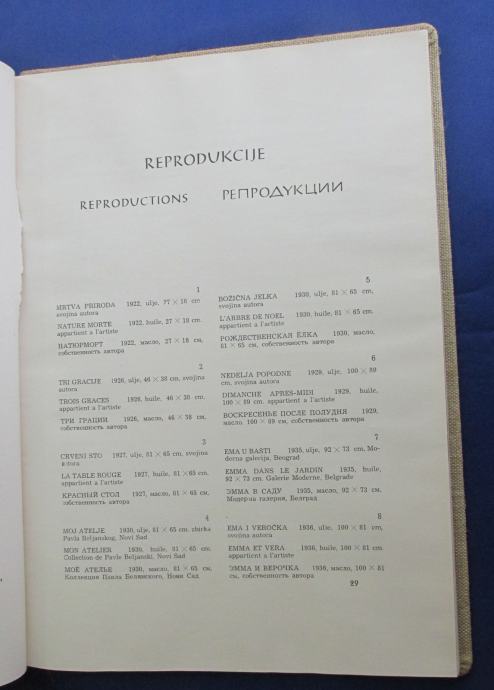 REPRODUKCIJE
REPRODUCTIONS РЕПРОДУКЦИИ
1
MRTVA PRIRODA 1922, ulje, 27 × 18 cm
svojina autora
NATURE MORTE 1922, huile, 27 × 18 cm.
appartient a l'artiste
НАТЮРМОРТ 1922, масло, 27 × 18 см,
собственность автора
2
TRI GRACIJE 1926, ulje, 46 × 38 cm, svojina
autora
TROIS GRACES 1926, huile, 46 × 38 cm.
appartient a l'artiste
ТРИ ГРАЦИИ 1926, масло, 46 × 38 см,
собственность автора
3
CRVENI STO 1927, ulje, 81 × 65 cm, svojina
autora
LA TABLE ROUGE 1927, huile, 81 × 65 cm.
appartient a l'artiste
КРАСНЫЙ СТОЛ 1927, масло, 81 × 65 см,
собственность автора
4
MOJ ATELJE 1930, ulje, 81 × 65 cm, zbirka
Pavla Beljanskog, Novi Sad
MON ATELIER 1930, huile, 81 × 65 cm.
Collection de Pavle Beljanski, Novi Sad
МОЁ АТЕЛЬЕ 1930, масло, 81 × 65 см,
Коллекция Павла Белянского, Нови Сад
5
BOŽIĆNA JELKA 1930, ulje, 81 × 65 cm,
svojina autora
L'ARBRE DE NOEL 1930, huile, 81 × 65 cm.
appartient a l'artiste
РОЖДЕСТВЕНСКАЯ ЁЛКА 1930, масло,
81 × 65 см, собственность автора
6
NEDELJA POPODNE 1929, ulje, 100 × 89
cm, svojina autora
DIMANCHE APRES-MIDI 1929, huile,
100 × 89 cm. appartient a l'artiste
ВОСКРЕСЕНЬЕ ПОСЛЕ ПОЛУДНЯ 1929,
масло, 100 × 89 см, собственность автора
7
EMA U BAŠTI 1935, ulje, 92 × 73 cm, Mo-
derna galerija, Beograd
EMMA DANS LE JARDIN 1935, huile,
92 × 73 cm. Galerie Moderne, Belgrade
ЭММА В САДУ 1935, масло, 92 × 73 см,
Модерна галерия, Белград
8
EMA I VEROČKA 1936, ulje, 100 × 81 cm,
svojina autora
EMMA ET VERA 1936, huile, 100 × 81 cm.
appartient a l'artiste
ЭММА И ВЕРОЧКА 1936, масло, 100 × 81
см, собственность автора
29